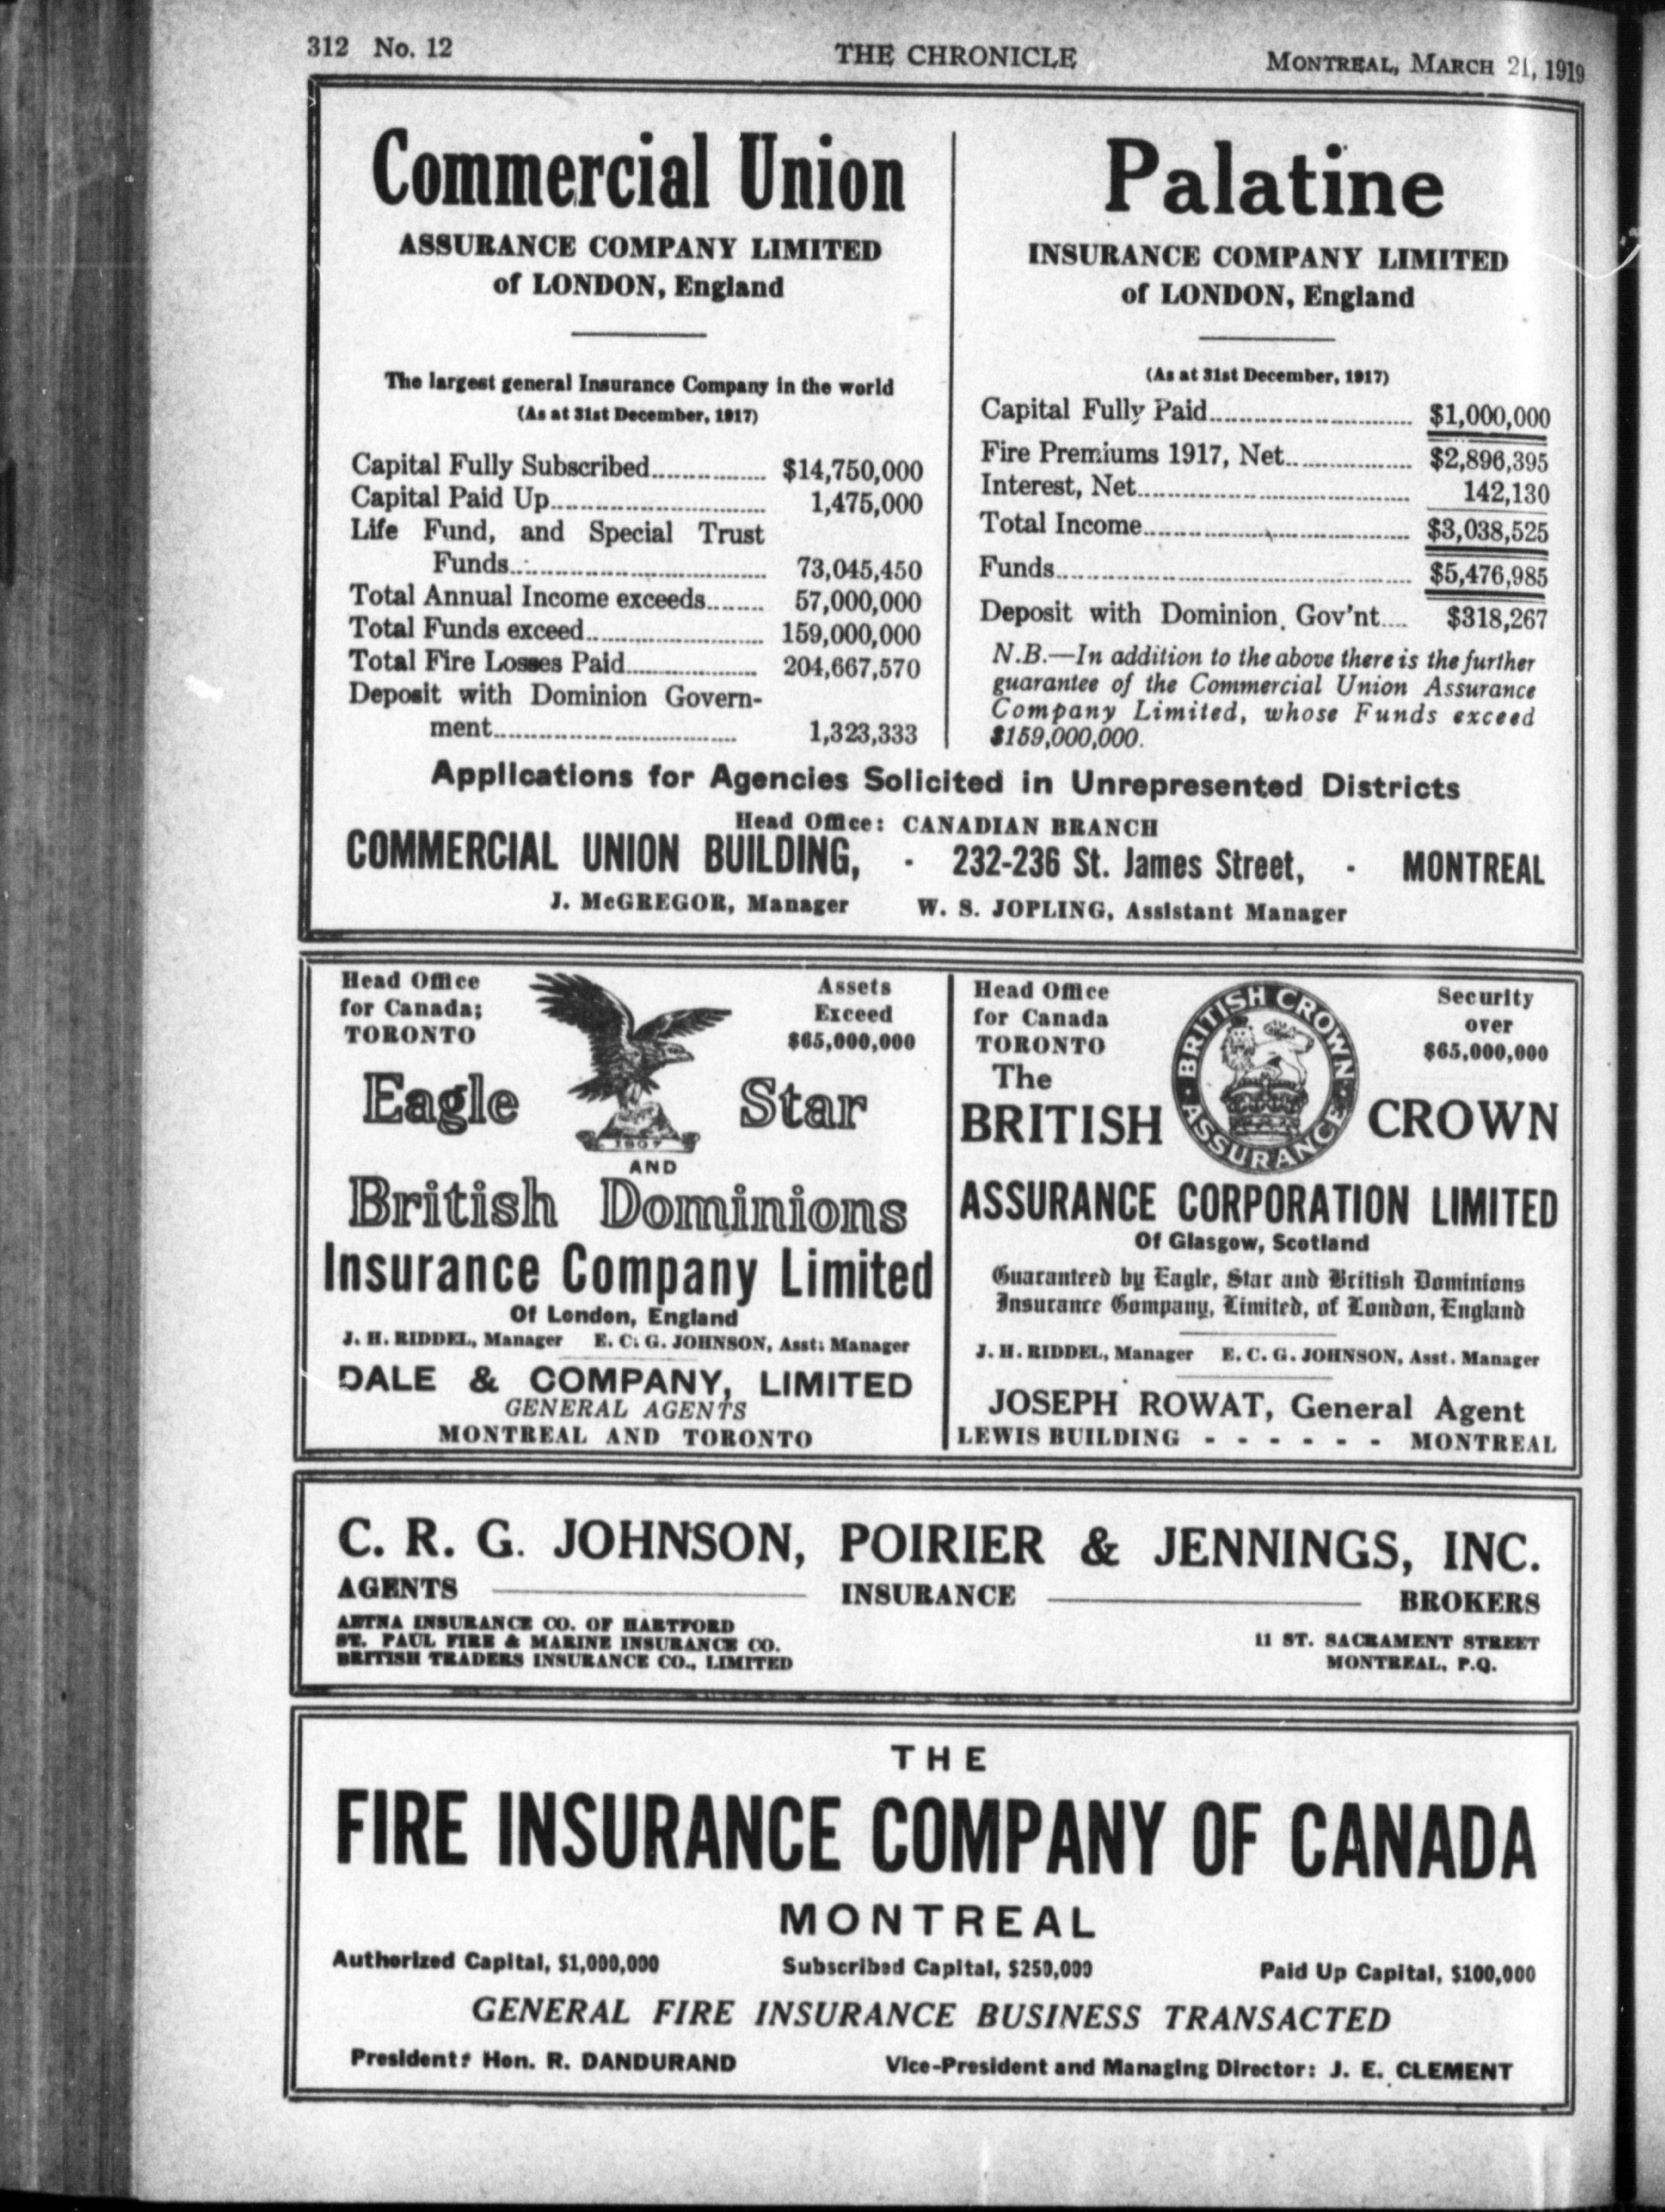 312 No. 12
THE CHRONICLE
MONTREAL, MARCH 21, 1919
Commercial Union
ASSURANCE COMPANY LIMITED
of LONDON, England
The largest general Insurance Company in the world
(As at 31st December, 1917)
Capital Fully Subscribed................ $14,750,000
Capital Paid Up.............................. 1,475,000
Life Fund, and Special Trust
Funds.................................... 73,045,450
Total Annual Income exceeds........ 57,000,000
Total Funds exceed......................... 159,000,000
Total Fire Losses Paid................... 204,667,570
Deposit with Dominion Govern-
ment.................................. 1,323,333
Palatine
INSURANCE COMPANY LIMITED
of LONDON, England
(As at 31st December, 1917)
Capital Fully Paid............................ $1,000,000
Fire Premiums 1917, Net.................. $2,896,395
Interest, Net...................................... 142,130
Total Income..................................... $3,038,525
Funds.................................................. $5,476,985
Deposit with Dominion Gov'nt.... $318,267
N.B.—In addition to the above there is the further
guarantee of the Commercial Union Assurance
Company Limited, whose Funds exceed
$159,000,000.
Applications for Agencies Solicited in Unrepresented Districts
Head Office: CANADIAN BRANCH
COMMERCIAL UNION BUILDING, - 232-236 St. James Street, - MONTREAL
J. McGREGOR, Manager W. S. JOPLING, Assistant Manager
Head Office
for Canada;
TORONTO
Assets
Exceed
$65,000,000
Eagle Star
1807
AND
British Dominions
Insurance Company Limited
Of London, England
J. H. RIDDEL, Manager E. C. G. JOHNSON, Asst. Manager
DALE & COMPANY, LIMITED
GENERAL AGENTS
MONTREAL AND TORONTO
Head Office
for Canada
TORONTO
Security
over
$65,000,000
The
BRITISH CROWN
BRITISH CROWN ASSURANCE
ASSURANCE CORPORATION LIMITED
Of Glasgow, Scotland
Guaranteed by Eagle, Star and British Dominions
Insurance Company, Limited, of London, England
J. H. RIDDEL, Manager E. C. G. JOHNSON, Asst. Manager
JOSEPH ROWAT, General Agent
LEWIS BUILDING - - - - - - MONTREAL
C. R. G. JOHNSON, POIRIER & JENNINGS, INC.
AGENTS INSURANCE BROKERS
AETNA INSURANCE CO. OF HARTFORD
ST. PAUL FIRE & MARINE INSURANCE CO.
BRITISH TRADERS INSURANCE CO., LIMITED
11 ST. SACRAMENT STREET
MONTREAL, P.Q.
THE
FIRE INSURANCE COMPANY OF CANADA
MONTREAL
Authorized Capital, $1,000,000 Subscribed Capital, $250,000 Paid Up Capital, $100,000
GENERAL FIRE INSURANCE BUSINESS TRANSACTED
President: Hon. R. DANDURAND Vice-President and Managing Director: J. E. CLEMENT